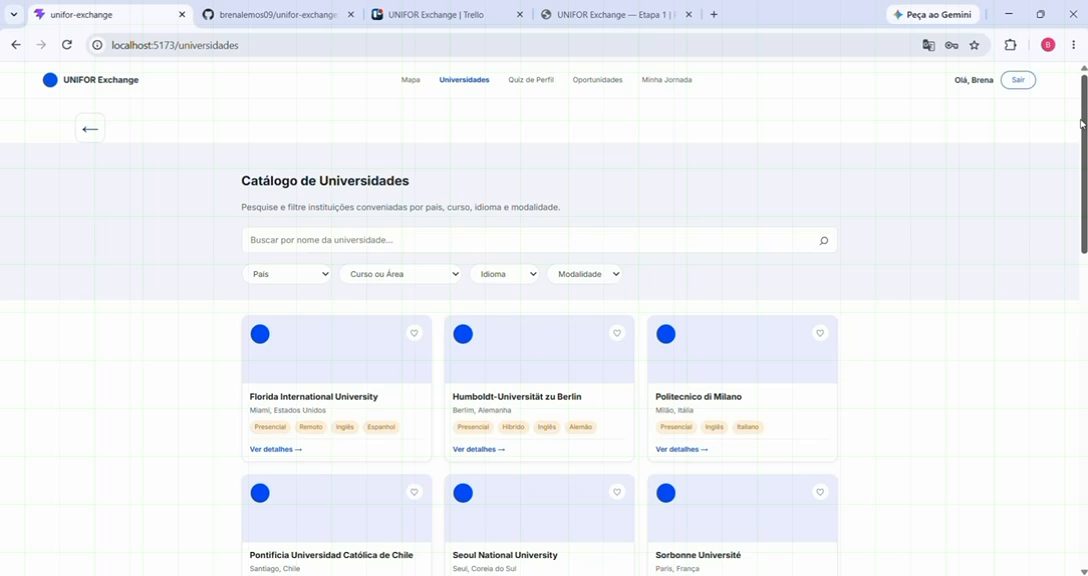 unifor-exchange
brenalemos09/unifor-exchange
UNIFOR Exchange | Trello
UNIFOR Exchange — Etapa 1 |
Peça ao Gemini
localhost:5173/universidades
B
UNIFOR Exchange
Mapa
Universidades
Quiz de Perfil
Oportunidades
Minha Jornada
Olá, Brena
Sair
Catálogo de Universidades
Pesquise e filtre instituições conveniadas por país, curso, idioma e modalidade.
Buscar por nome da universidade...
País
Curso ou Área
Idioma
Modalidade
Florida International University
Miami, Estados Unidos
Presencial Remoto Inglês Espanhol
Ver detalhes →
Humboldt-Universität zu Berlin
Berlim, Alemanha
Presencial Híbrido Inglês Alemão
Ver detalhes →
Politecnico di Milano
Milão, Itália
Presencial Inglês Italiano
Ver detalhes →
Pontificia Universidad Católica de Chile
Santiago, Chile
Seoul National University
Seul, Coreia do Sul
Sorbonne Université
Paris, França